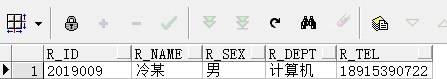 R_ID R_NAME R_SEX R_DEPT R_TEL
1 2019009 冷某 男 计算机 18915390722